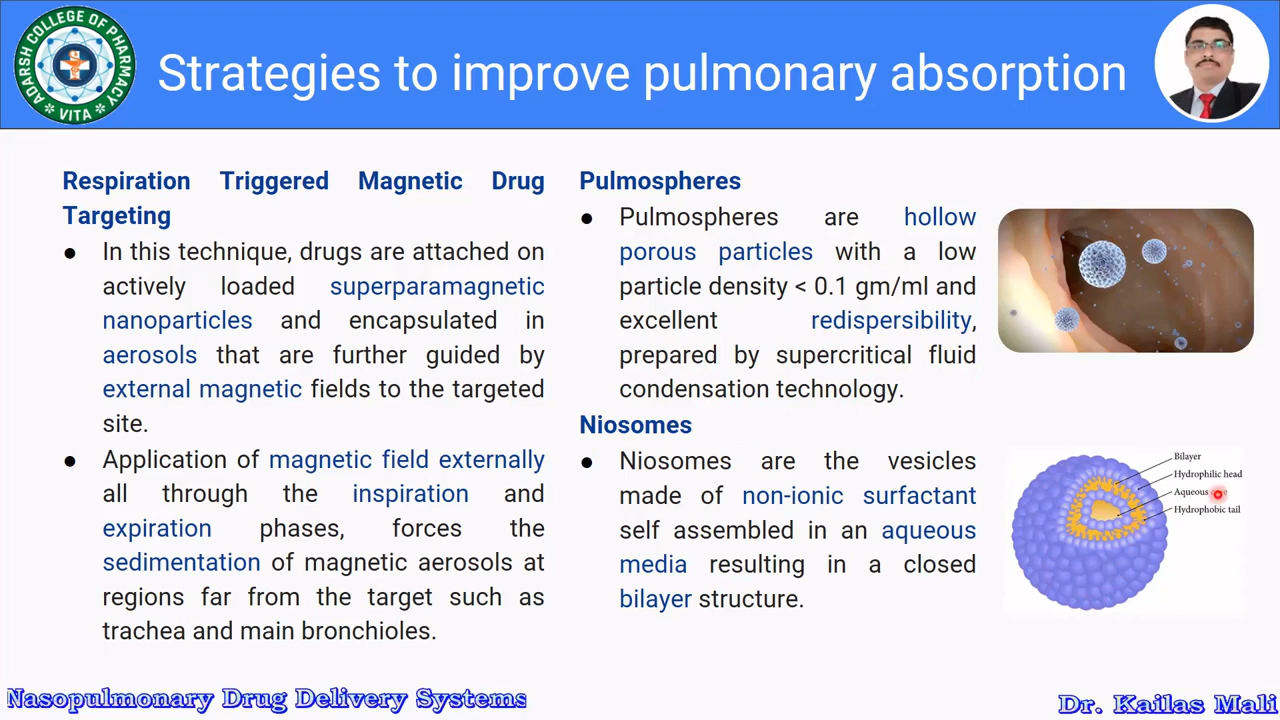 ADARSH COLLEGE OF PHARMACY
VITA
Strategies to improve pulmonary absorption
Respiration Triggered Magnetic Drug
Targeting
● In this technique, drugs are attached on
actively loaded superparamagnetic
nanoparticles and encapsulated in
aerosols that are further guided by
external magnetic fields to the targeted
site.
● Application of magnetic field externally
all through the inspiration and
expiration phases, forces the
sedimentation of magnetic aerosols at
regions far from the target such as
trachea and main bronchioles.
Pulmospheres
● Pulmospheres are hollow
porous particles with a low
particle density < 0.1 gm/ml and
excellent redispersibility,
prepared by supercritical fluid
condensation technology.
Niosomes
● Niosomes are the vesicles
made of non-ionic surfactant
self assembled in an aqueous
media resulting in a closed
bilayer structure.
Bilayer
Hydrophilic head
Aqueous
Hydrophobic tail
Nasopulmonary Drug Delivery Systems
Dr. Kailas Mali